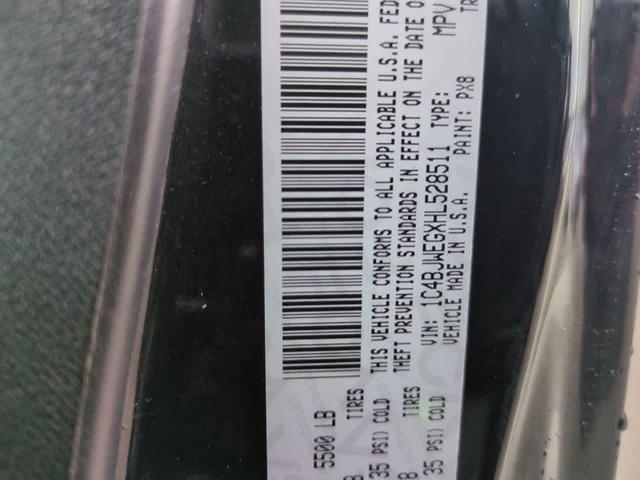 5500 LB
TIRES
35 PSI) COLD
THIS VEHICLE CONFORMS TO ALL APPLICABLE U.S.A. FED
THEFT PREVENTION STANDARDS IN EFFECT ON THE DATE O
VIN: 1C4BJWEGXHL528511 TYPE: MPV
VEHICLE MADE IN U.S.A. PAINT: PX8 TR
TIRES
35 PSI) COLD